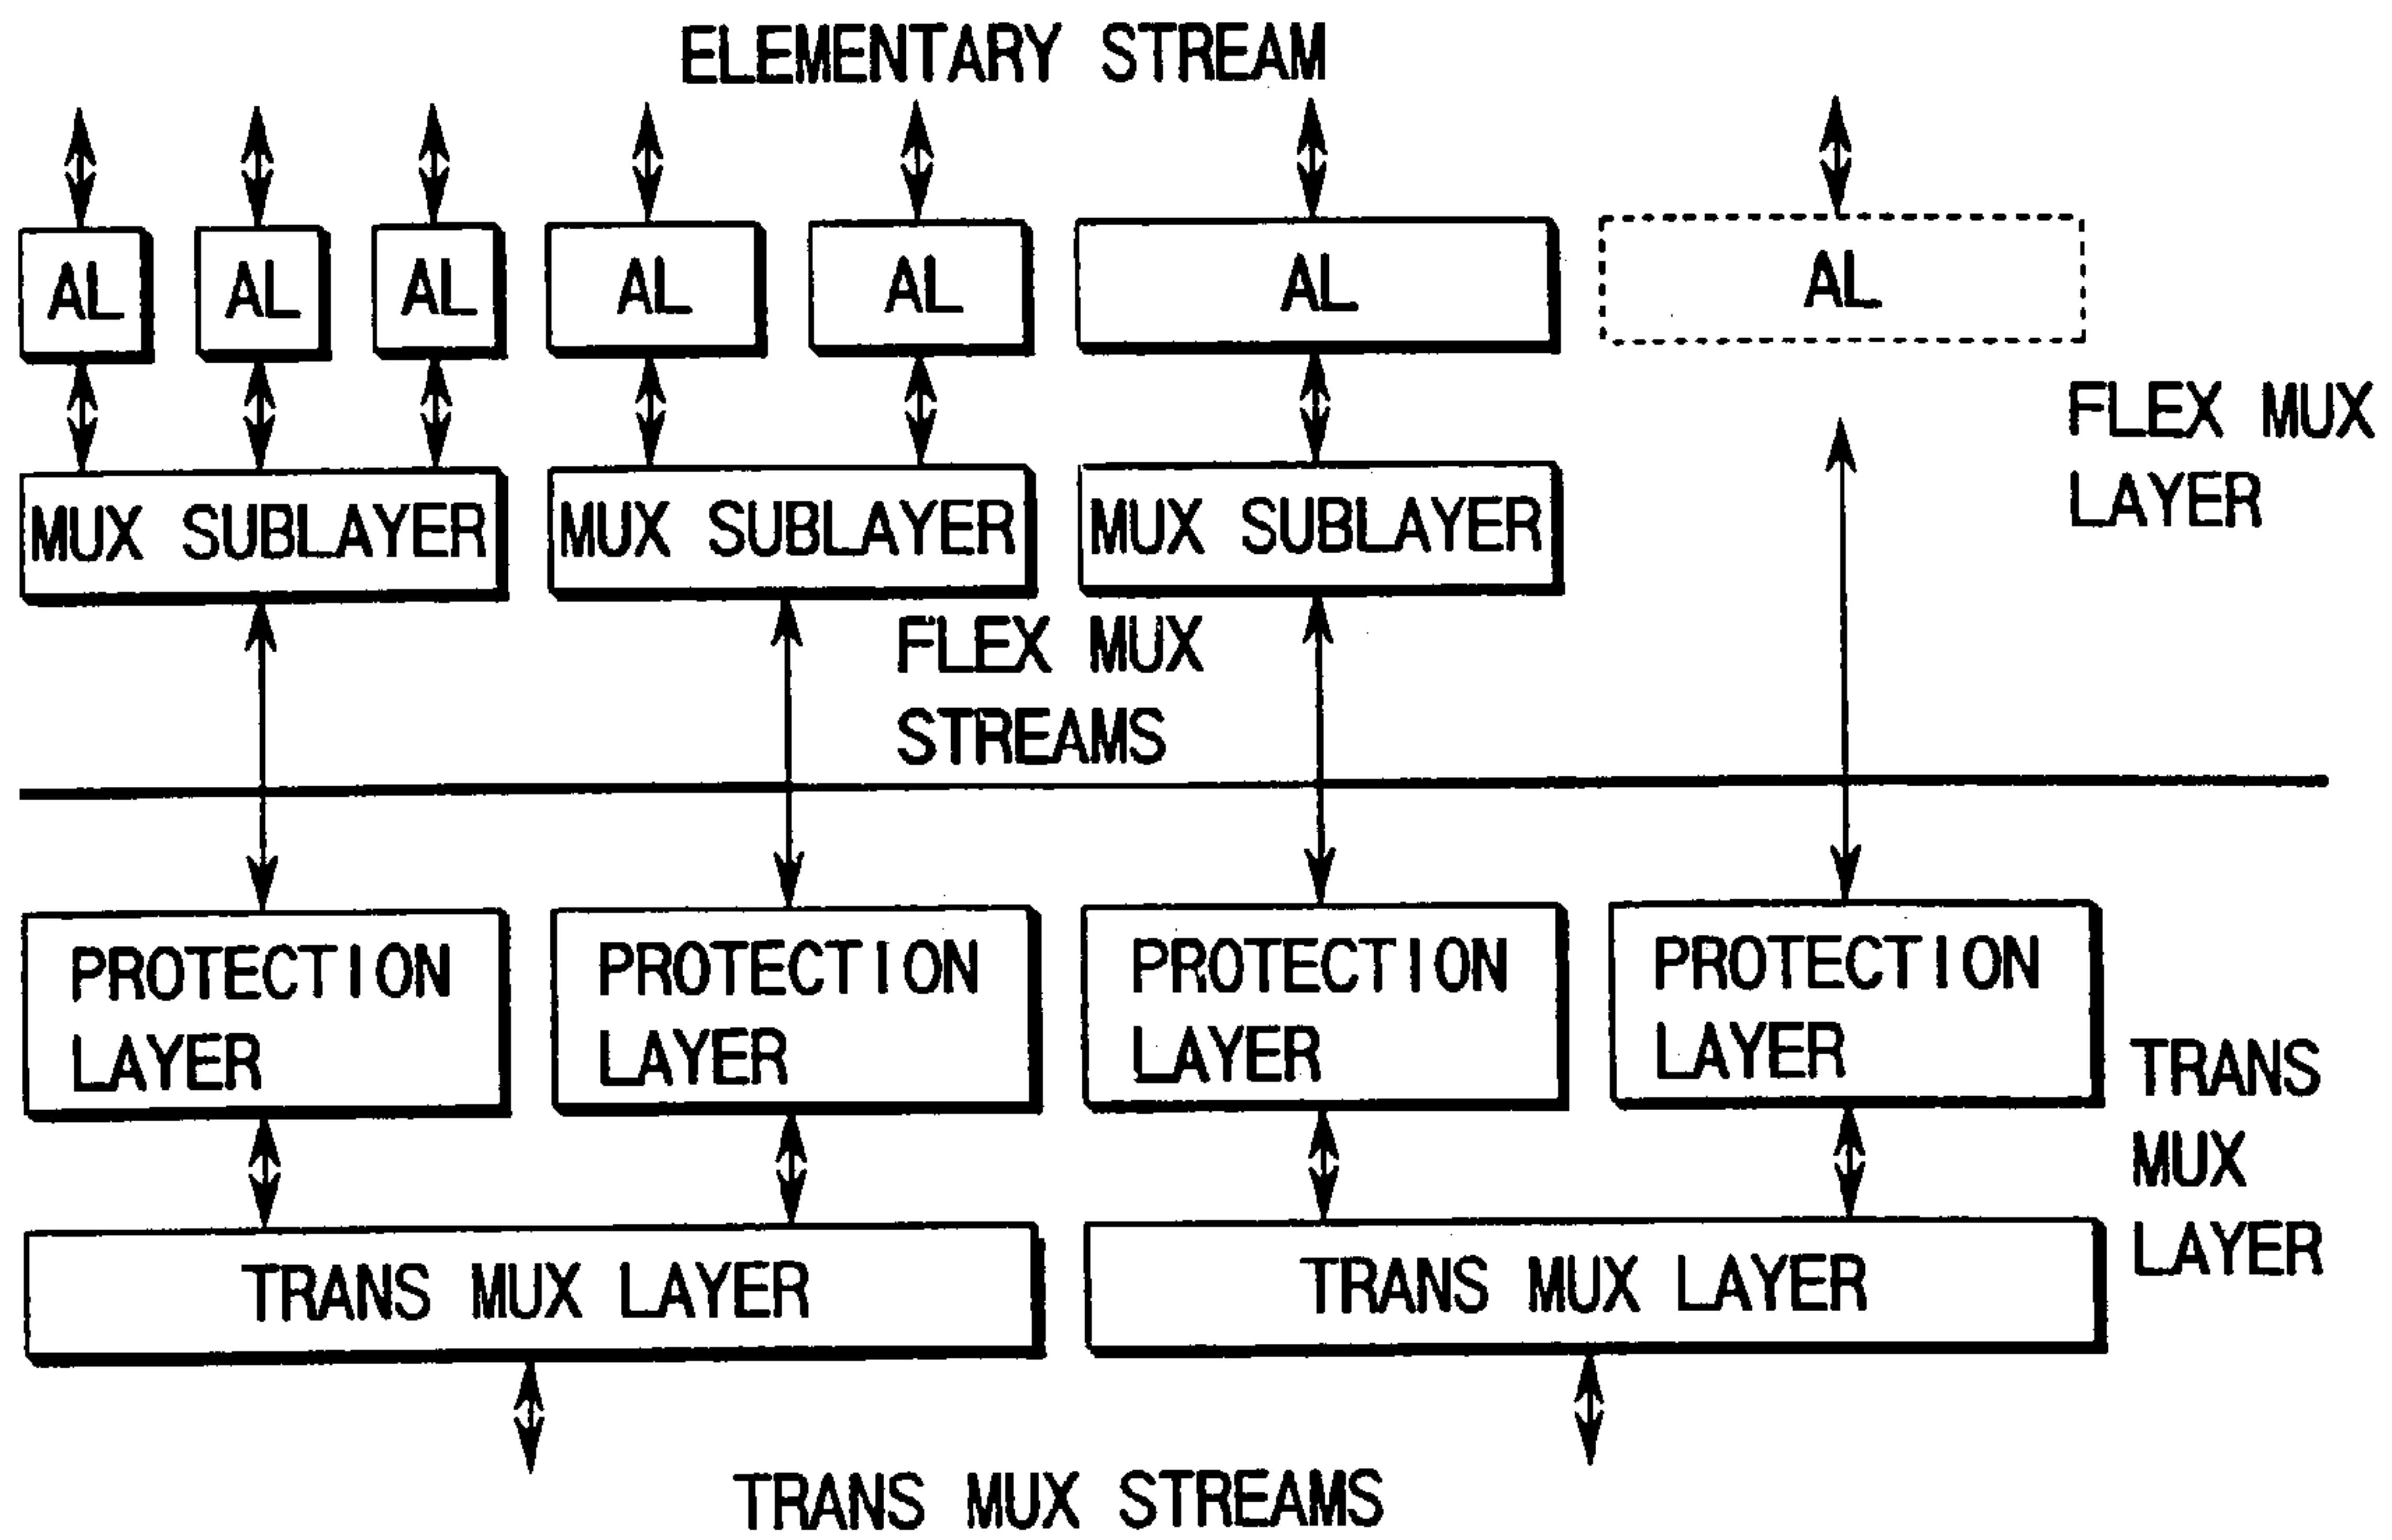 ELEMENTARY STREAM
AL
AL
AL
AL
AL
AL
AL
FLEX MUX
LAYER
MUX SUBLAYER
MUX SUBLAYER
MUX SUBLAYER
FLEX MUX
STREAMS
PROTECTION
LAYER
PROTECTION
LAYER
PROTECTION
LAYER
PROTECTION
LAYER
TRANS
MUX
LAYER
TRANS MUX LAYER
TRANS MUX LAYER
TRANS MUX STREAMS